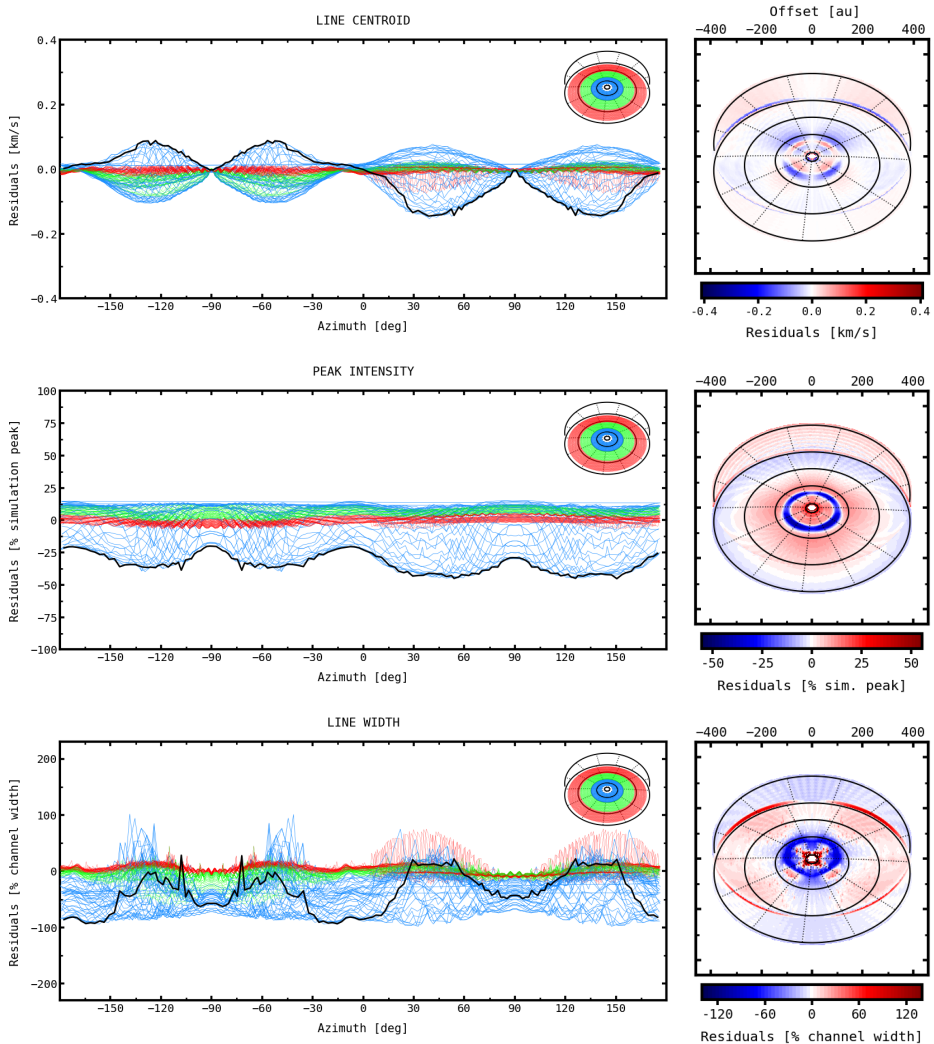 LINE CENTROID
Offset [au]
−400 −200 0 200 400
0.4
0.2
0.0
−0.2
−0.4
Residuals [km/s]
−150 −120 −90 −60 −30 0 30 60 90 120 150
Azimuth [deg]
-0.4 -0.2 0.0 0.2 0.4
Residuals [km/s]
PEAK INTENSITY
−400 −200 0 200 400
100
75
50
25
0
−25
−50
−75
−100
Residuals [% simulation peak]
−150 −120 −90 −60 −30 0 30 60 90 120 150
Azimuth [deg]
-50 -25 0 25 50
Residuals [% sim. peak]
LINE WIDTH
−400 −200 0 200 400
200
100
0
−100
−200
Residuals [% channel width]
−150 −120 −90 −60 −30 0 30 60 90 120 150
Azimuth [deg]
-120 -60 0 60 120
Residuals [% channel width]